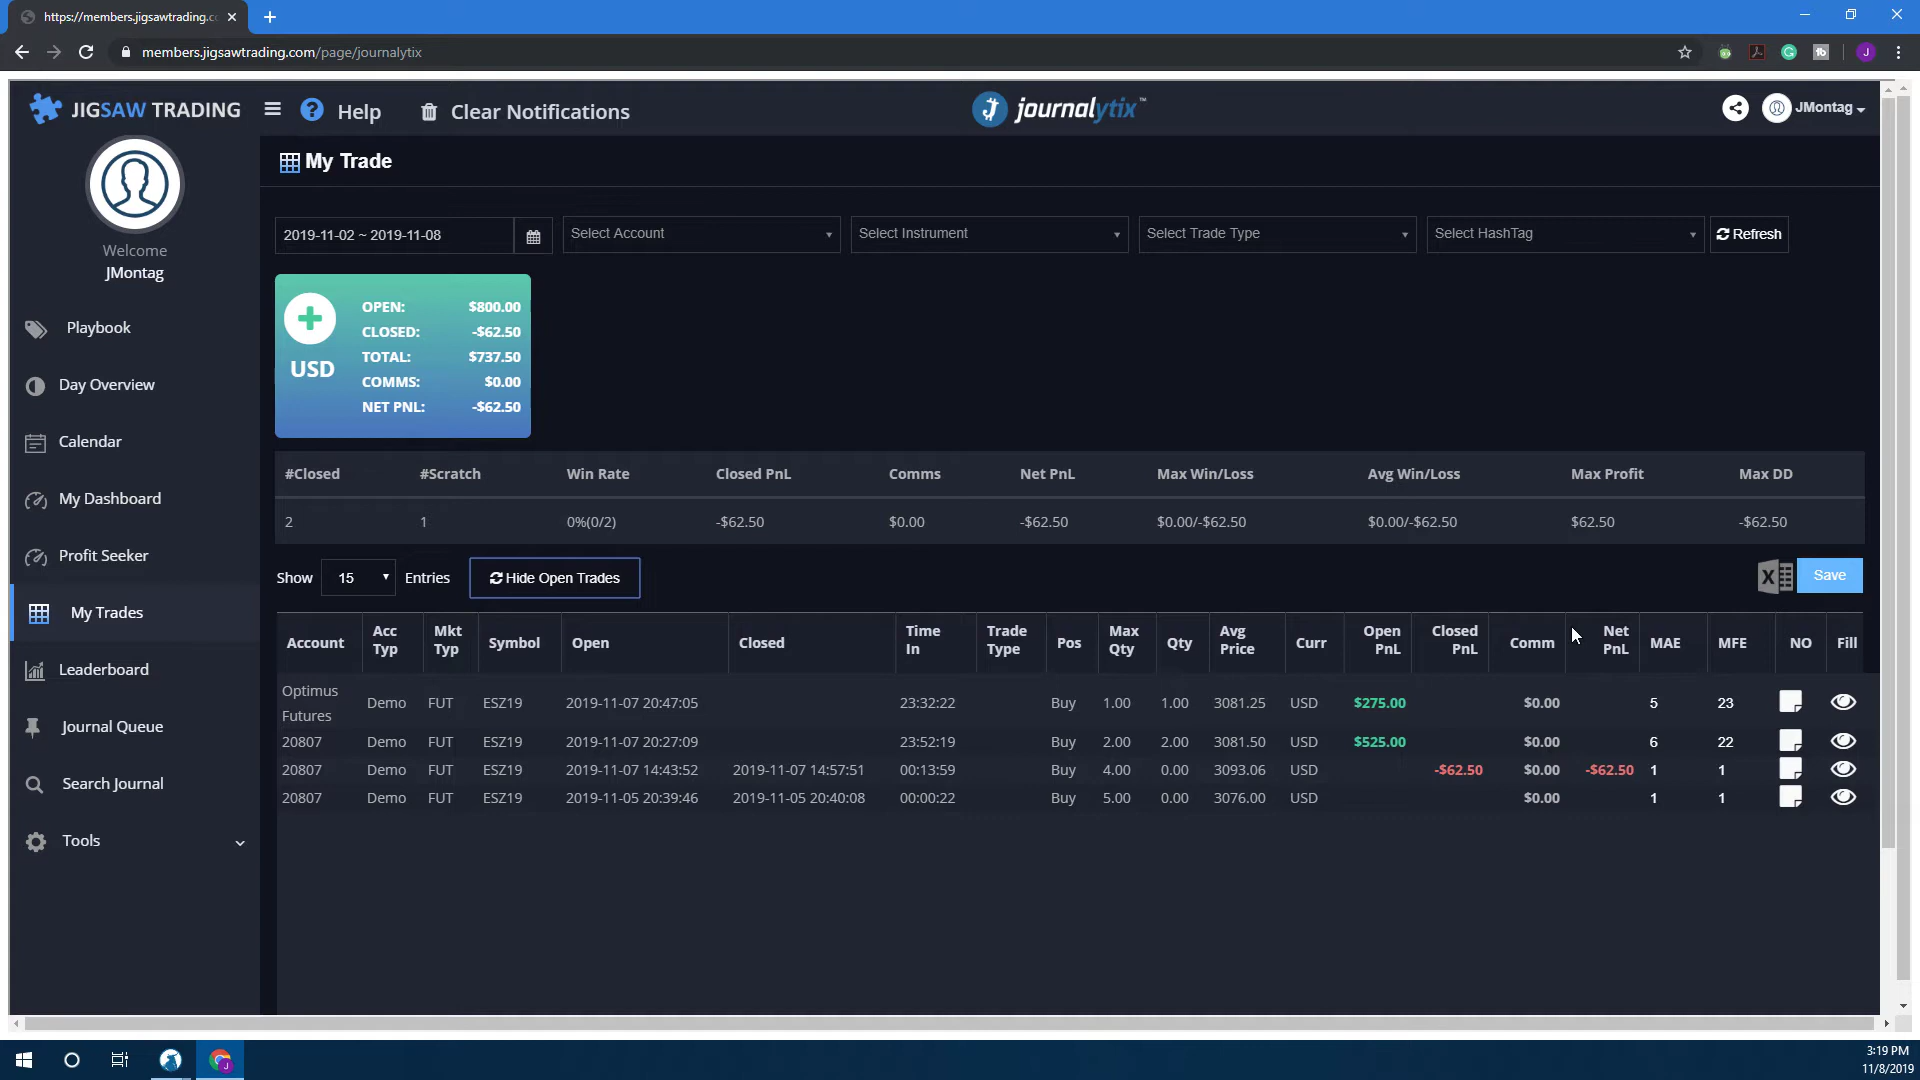 https://members.jigsawtrading.co
members.jigsawtrading.com/page/journalytix
JIGSAW TRADING
Help
Clear Notifications
journalytix™
JMontag
Welcome
JMontag
Playbook
Day Overview
Calendar
My Dashboard
Profit Seeker
My Trades
Leaderboard
Journal Queue
Search Journal
Tools
My Trade
2019-11-02 ~ 2019-11-08
Select Account
Select Instrument
Select Trade Type
Select HashTag
Refresh
USD
OPEN: $800.00
CLOSED: -$62.50
TOTAL: $737.50
COMMS: $0.00
NET PNL: -$62.50
#Closed #Scratch Win Rate Closed PnL Comms Net PnL Max Win/Loss Avg Win/Loss Max Profit Max DD
2 1 0%(0/2) -$62.50 $0.00 -$62.50 $0.00/-$62.50 $0.00/-$62.50 $62.50 -$62.50
Show 15 Entries Hide Open Trades
Save
Account Acc Typ Mkt Typ Symbol Open Closed Time In Trade Type Pos Max Qty Qty Avg Price Curr Open PnL Closed PnL Comm Net PnL MAE MFE NO Fill
Optimus Futures Demo FUT ESZ19 2019-11-07 20:47:05 23:32:22 Buy 1.00 1.00 3081.25 USD $275.00 $0.00 5 23
20807 Demo FUT ESZ19 2019-11-07 20:27:09 23:52:19 Buy 2.00 2.00 3081.50 USD $525.00 $0.00 6 22
20807 Demo FUT ESZ19 2019-11-07 14:43:52 2019-11-07 14:57:51 00:13:59 Buy 4.00 0.00 3093.06 USD -$62.50 $0.00 -$62.50 1 1
20807 Demo FUT ESZ19 2019-11-05 20:39:46 2019-11-05 20:40:08 00:00:22 Buy 5.00 0.00 3076.00 USD $0.00 1 1
3:19 PM
11/8/2019